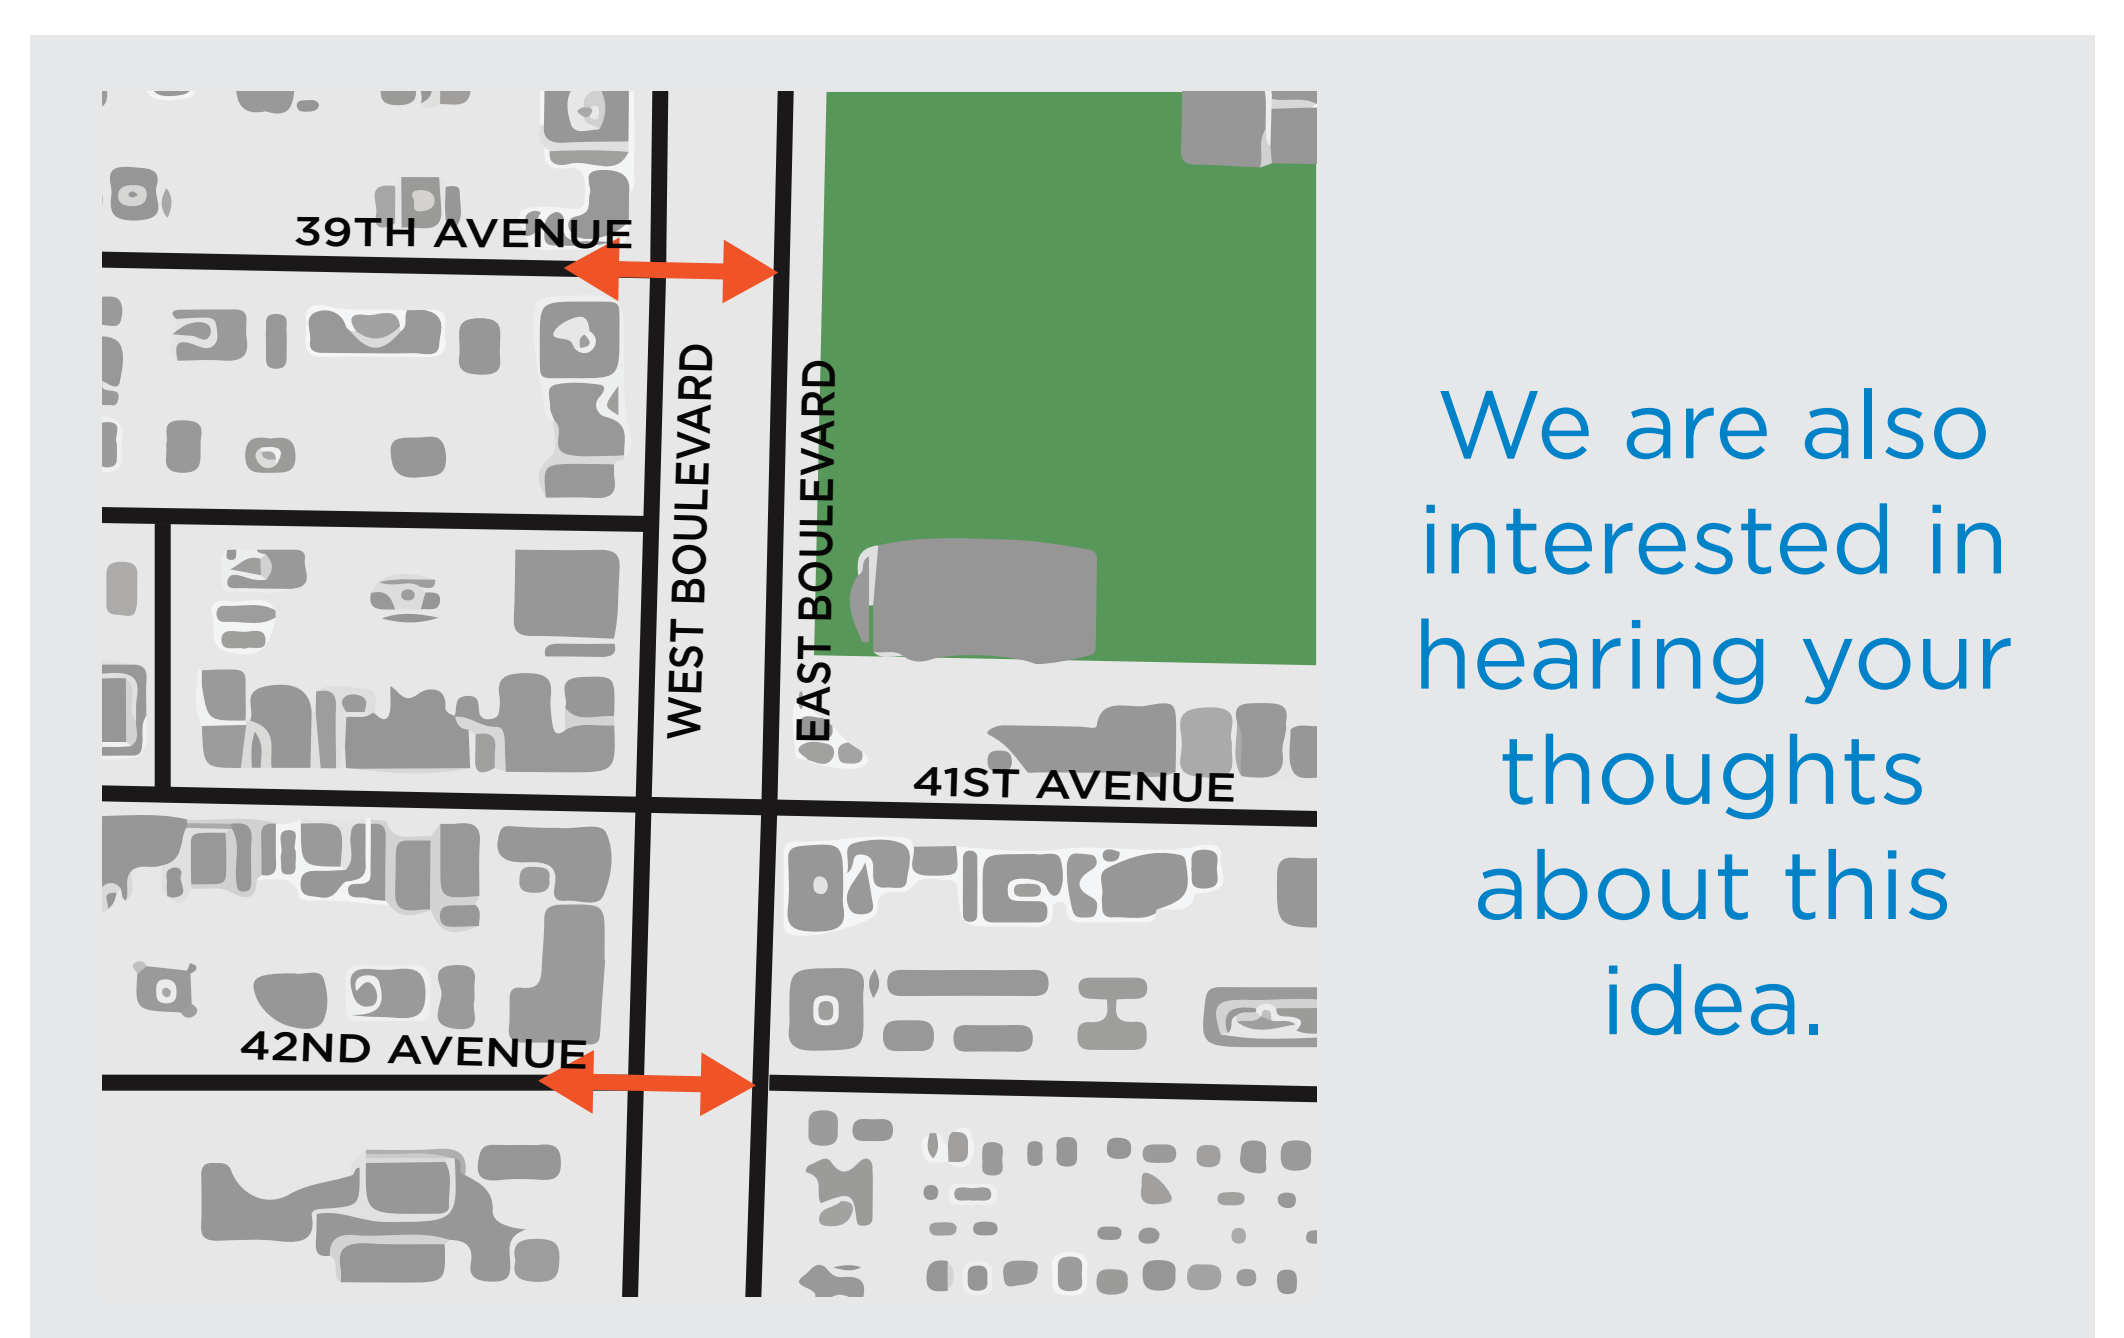 39TH AVENUE
WEST BOULEVARD
EAST BOULEVARD
41ST AVENUE
42ND AVENUE
We are also
interested in
hearing your
thoughts
about this
idea.